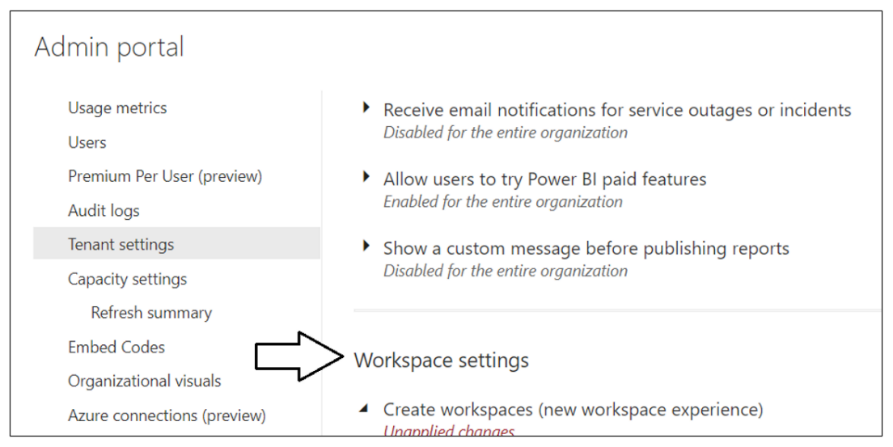 Admin portal
Usage metrics
Users
Premium Per User (preview)
Audit logs
Tenant settings
Capacity settings
Refresh summary
Embed Codes
Organizational visuals
Azure connections (preview)
Receive email notifications for service outages or incidents
Disabled for the entire organization
Allow users to try Power BI paid features
Enabled for the entire organization
Show a custom message before publishing reports
Disabled for the entire organization
Workspace settings
Create workspaces (new workspace experience)
Unapplied changes